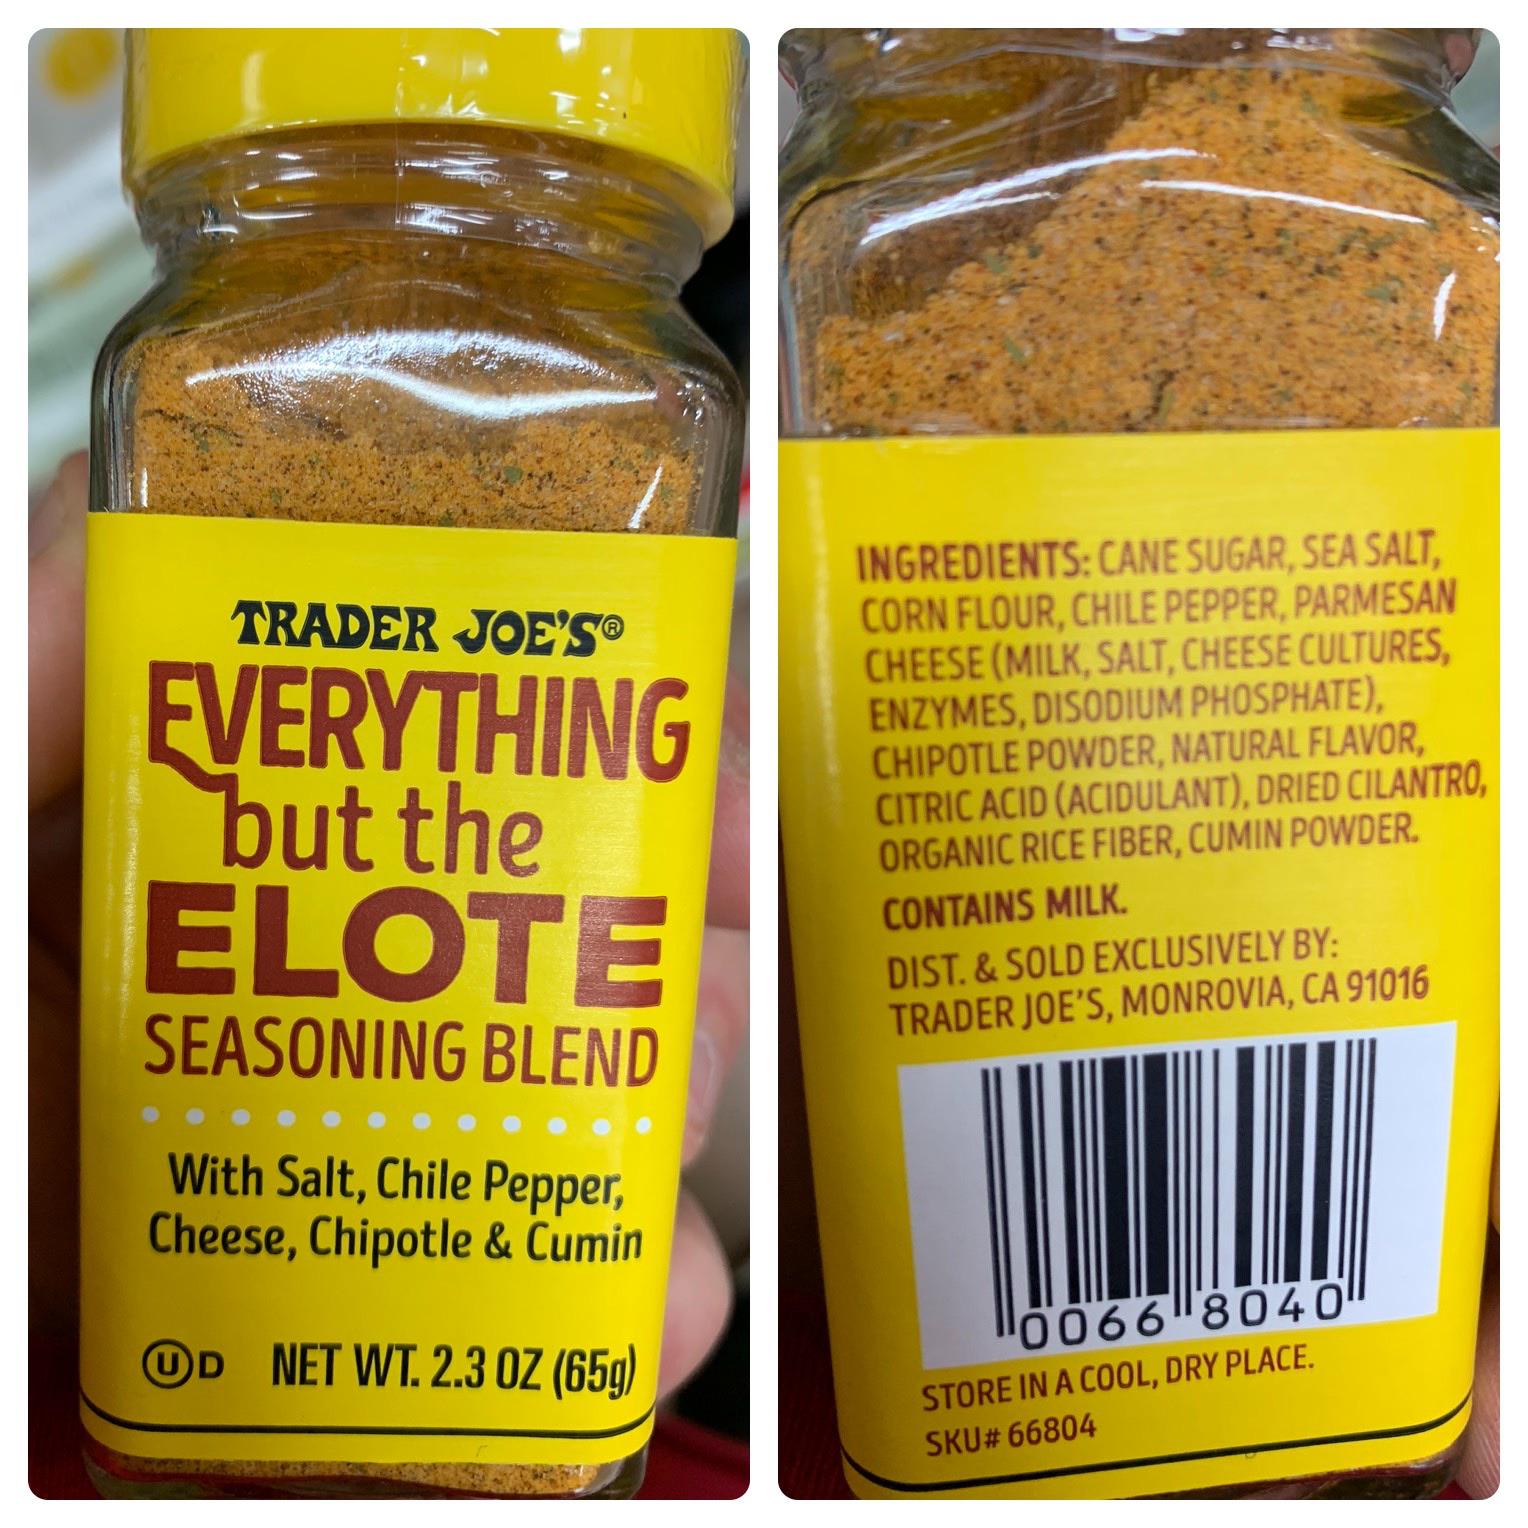 TRADER JOE'S®
EVERYTHING
but the
ELOTE
SEASONING BLEND
With Salt, Chile Pepper,
Cheese, Chipotle & Cumin
U D NET WT. 2.3 OZ (65g)
INGREDIENTS: CANE SUGAR, SEA SALT,
CORN FLOUR, CHILE PEPPER, PARMESAN
CHEESE (MILK, SALT, CHEESE CULTURES,
ENZYMES, DISODIUM PHOSPHATE),
CHIPOTLE POWDER, NATURAL FLAVOR,
CITRIC ACID (ACIDULANT), DRIED CILANTRO,
ORGANIC RICE FIBER, CUMIN POWDER.
CONTAINS MILK.
DIST. & SOLD EXCLUSIVELY BY:
TRADER JOE'S, MONROVIA, CA 91016
0066 8040
STORE IN A COOL, DRY PLACE.
SKU# 66804